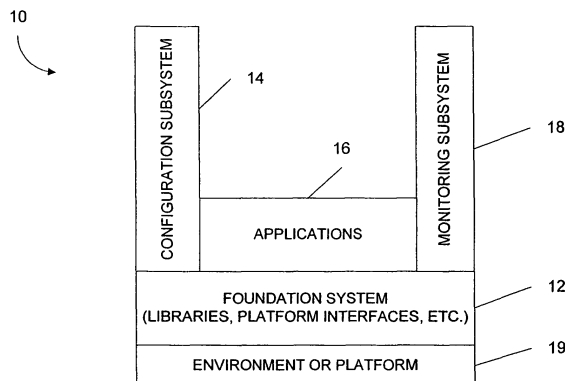 10
CONFIGURATION SUBSYSTEM
14
MONITORING SUBSYSTEM
18
16
APPLICATIONS
FOUNDATION SYSTEM
(LIBRARIES, PLATFORM INTERFACES, ETC.)
12
ENVIRONMENT OR PLATFORM
19